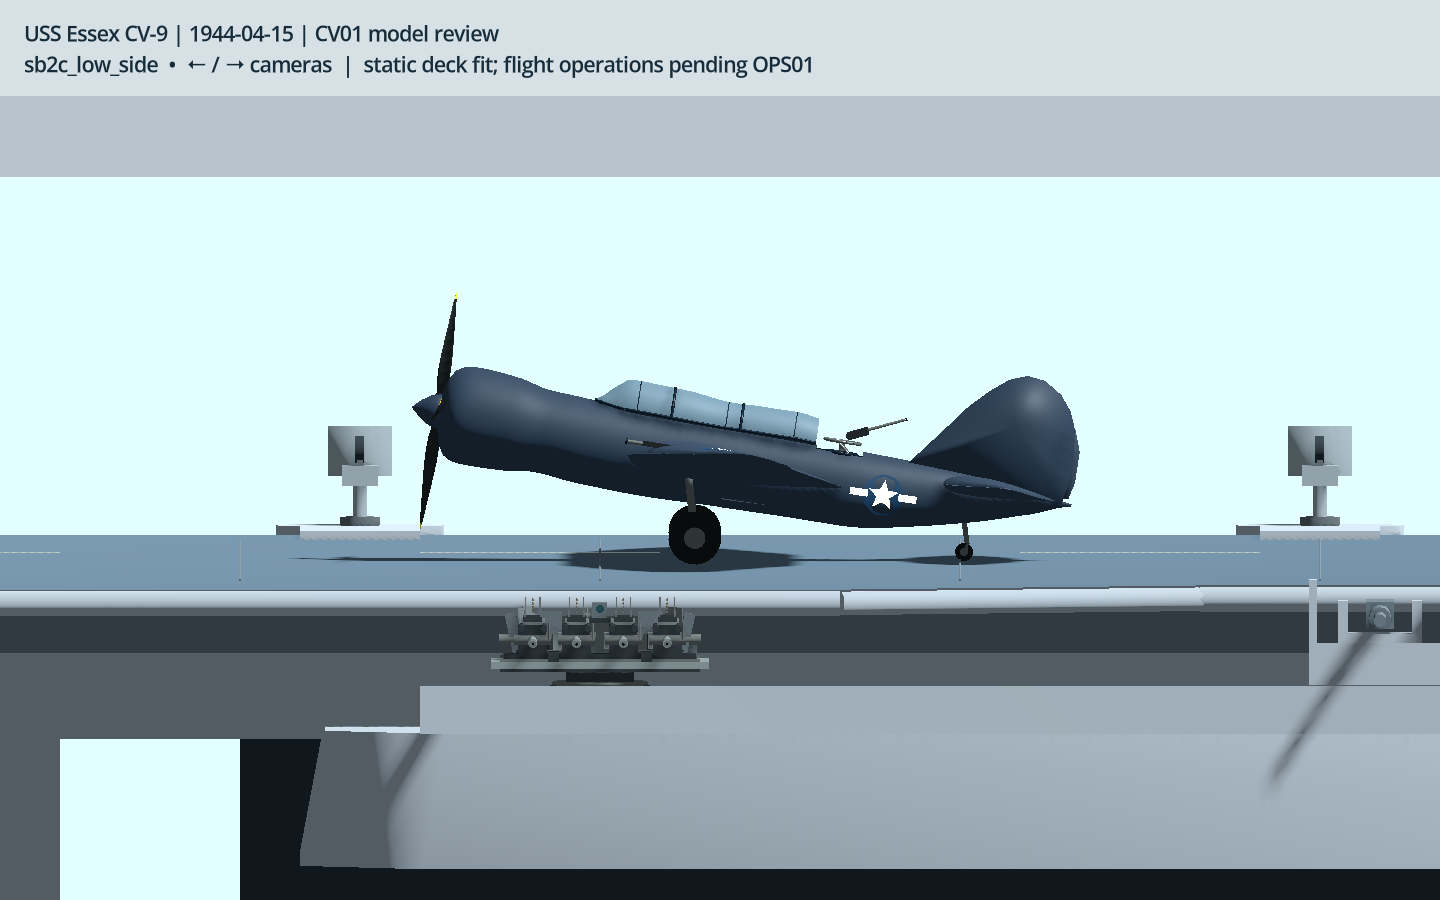 USS Essex CV-9 | 1944-04-15 | CV01 model review
sb2c_low_side • ← / → cameras | static deck fit; flight operations pending OPS01